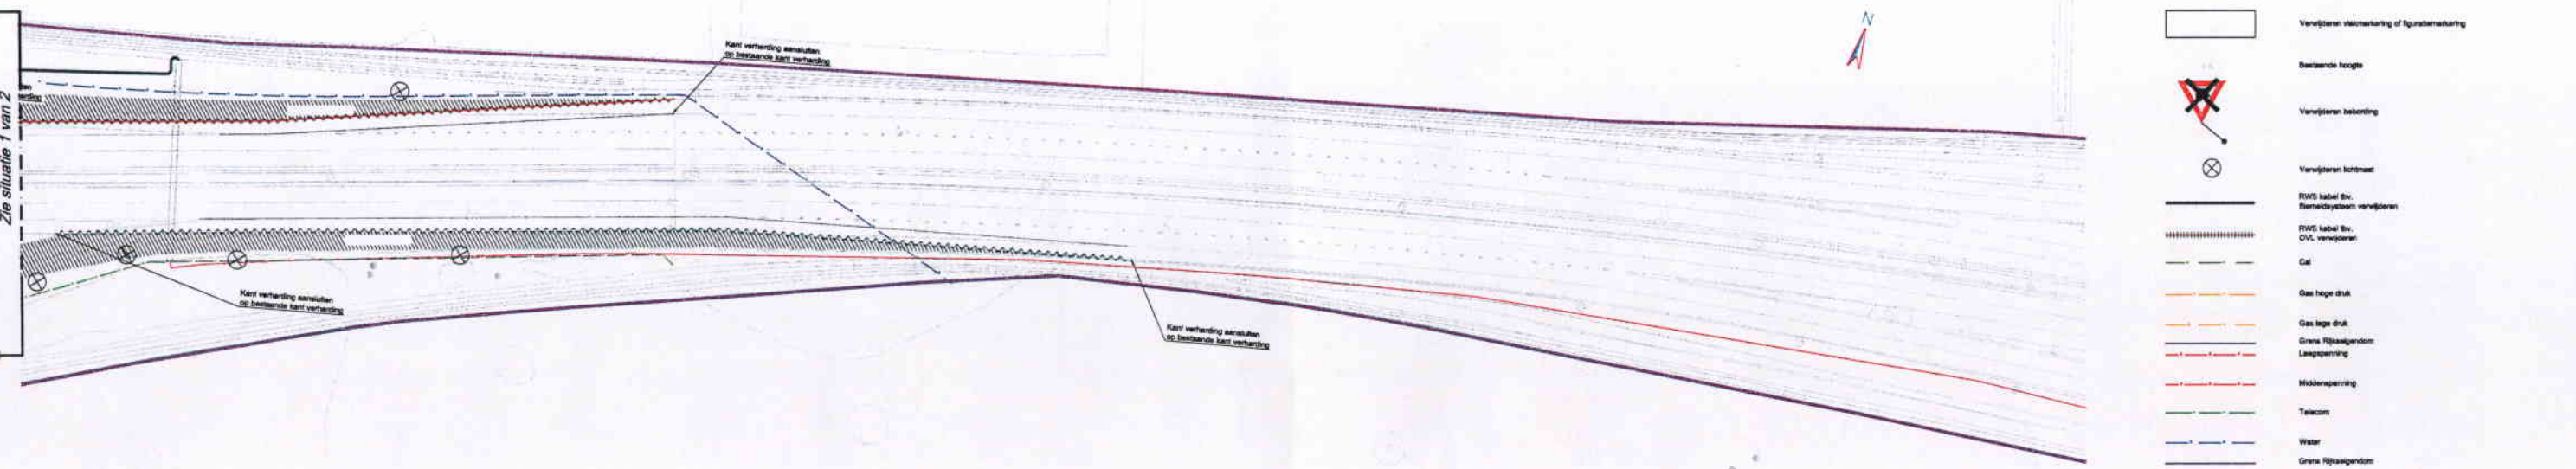 Zie situatie 1 van 2
Kant verharding aansluiten
op bestaande kant verharding
N
Kant verharding aansluiten
op bestaande kant verharding
Kant verharding aansluiten
op bestaande kant verharding
Verwijderen vlakmarkering of figuratiemarkering
Bestaande hoogte
Verwijderen bebording
Verwijderen lichtmast
RWS kabel tbv.
filemeldsysteem verwijderen
RWS kabel tbv.
OVL verwijderen
Cai
Gas hoge druk
Gas lage druk
Grens Rijkseigendom
Laagspanning
Middenspanning
Telecom
Water
Grens Rijkseigendom